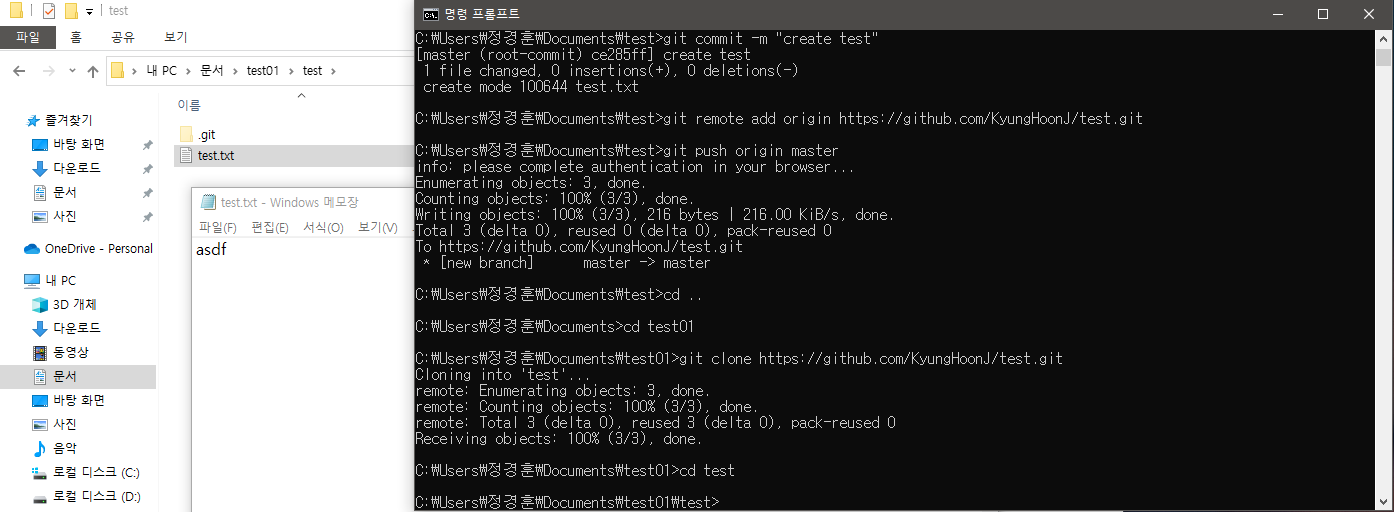 test
파일
홈
공유
보기
내 PC
문서
test01
test
이름
즐겨찾기
바탕 화면
다운로드
문서
사진
OneDrive - Personal
내 PC
3D 개체
다운로드
동영상
문서
바탕 화면
사진
음악
로컬 디스크 (C:)
로컬 디스크 (D:)
.git
test.txt
test.txt - Windows 메모장
파일(F) 편집(E) 서식(O) 보기(V)
asdf
명령 프롬프트
C:\Users\정경훈\Documents\test>git commit -m "create test"
[master (root-commit) ce285ff] create test
1 file changed, 0 insertions(+), 0 deletions(-)
create mode 100644 test.txt
C:\Users\정경훈\Documents\test>git remote add origin https://github.com/KyungHoonJ/test.git
C:\Users\정경훈\Documents\test>git push origin master
info: please complete authentication in your browser...
Enumerating objects: 3, done.
Counting objects: 100% (3/3), done.
Writing objects: 100% (3/3), 216 bytes | 216.00 KiB/s, done.
Total 3 (delta 0), reused 0 (delta 0), pack-reused 0
To https://github.com/KyungHoonJ/test.git
* [new branch]      master -> master
C:\Users\정경훈\Documents\test>cd ..
C:\Users\정경훈\Documents>cd test01
C:\Users\정경훈\Documents\test01>git clone https://github.com/KyungHoonJ/test.git
Cloning into 'test'...
remote: Enumerating objects: 3, done.
remote: Counting objects: 100% (3/3), done.
remote: Total 3 (delta 0), reused 3 (delta 0), pack-reused 0
Receiving objects: 100% (3/3), done.
C:\Users\정경훈\Documents\test01>cd test
C:\Users\정경훈\Documents\test01\test>